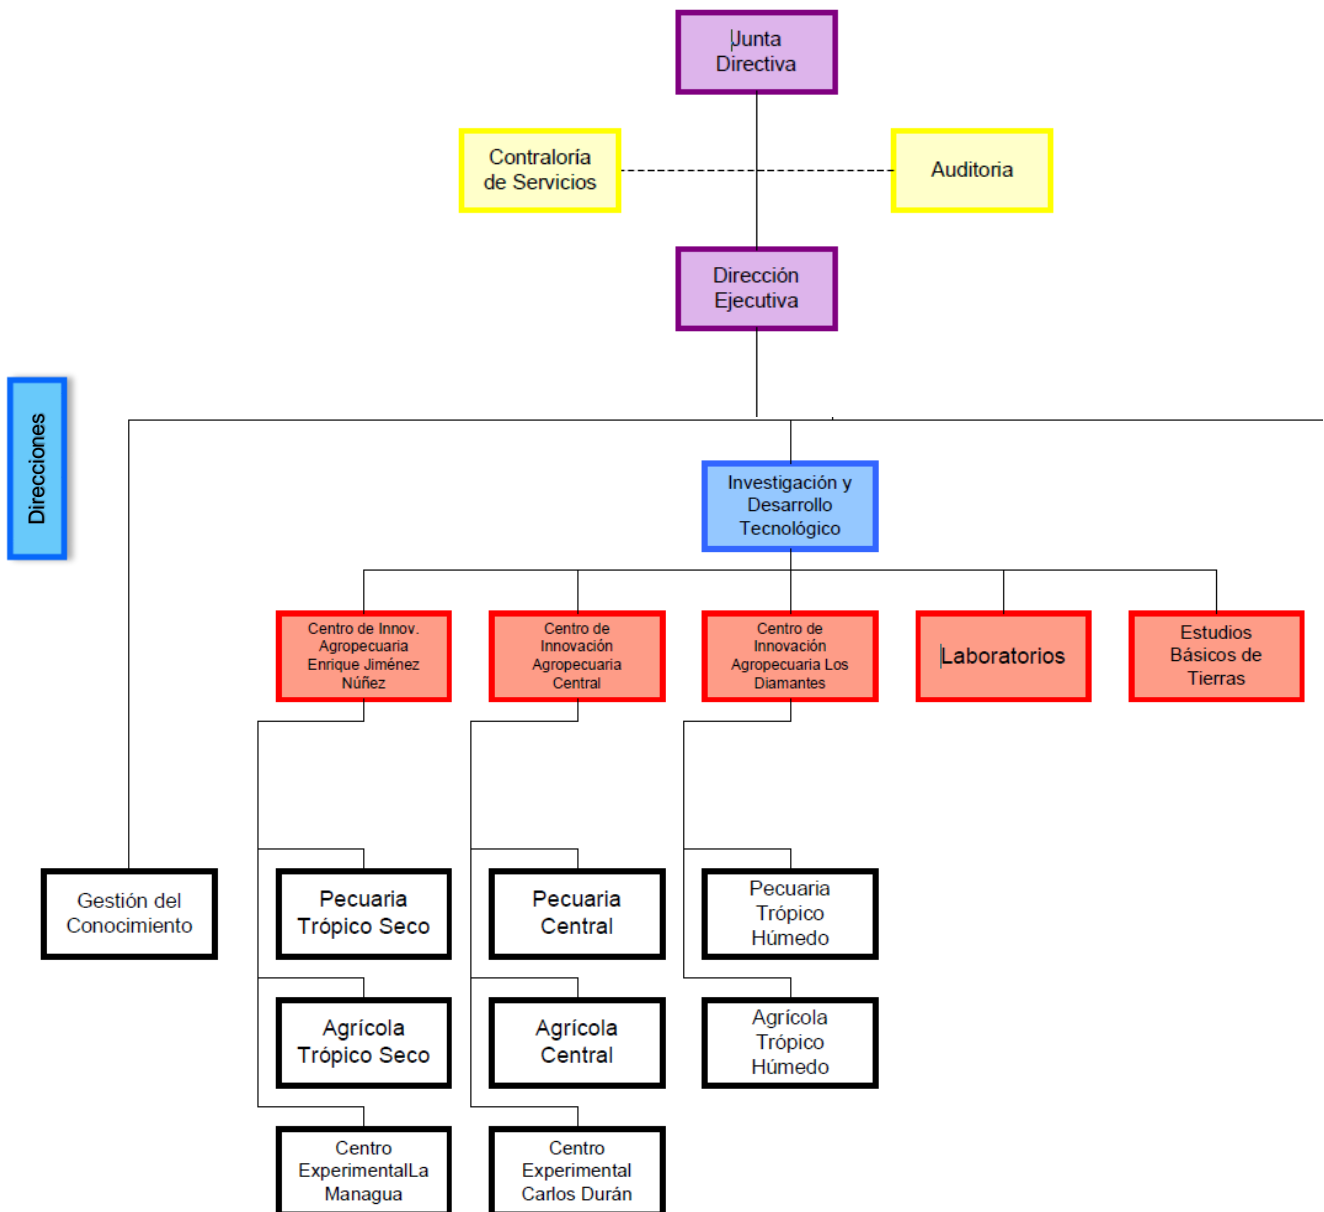 Junta
Directiva
Contraloría
de Servicios
Auditoria
Dirección
Ejecutiva
Direcciones
Investigación y
Desarrollo
Tecnológico
Centro de Innov.
Agropecuaria
Enrique Jiménez
Núñez
Centro de
Innovación
Agropecuaria
Central
Centro de
Innovación
Agropecuaria Los
Diamantes
Laboratorios
Estudios
Básicos de
Tierras
Gestión del
Conocimiento
Pecuaria
Trópico Seco
Pecuaria
Central
Pecuaria
Trópico
Húmedo
Agrícola
Trópico Seco
Agrícola
Central
Agrícola
Trópico
Húmedo
Centro
ExperimentalLa
Managua
Centro
Experimental
Carlos Durán